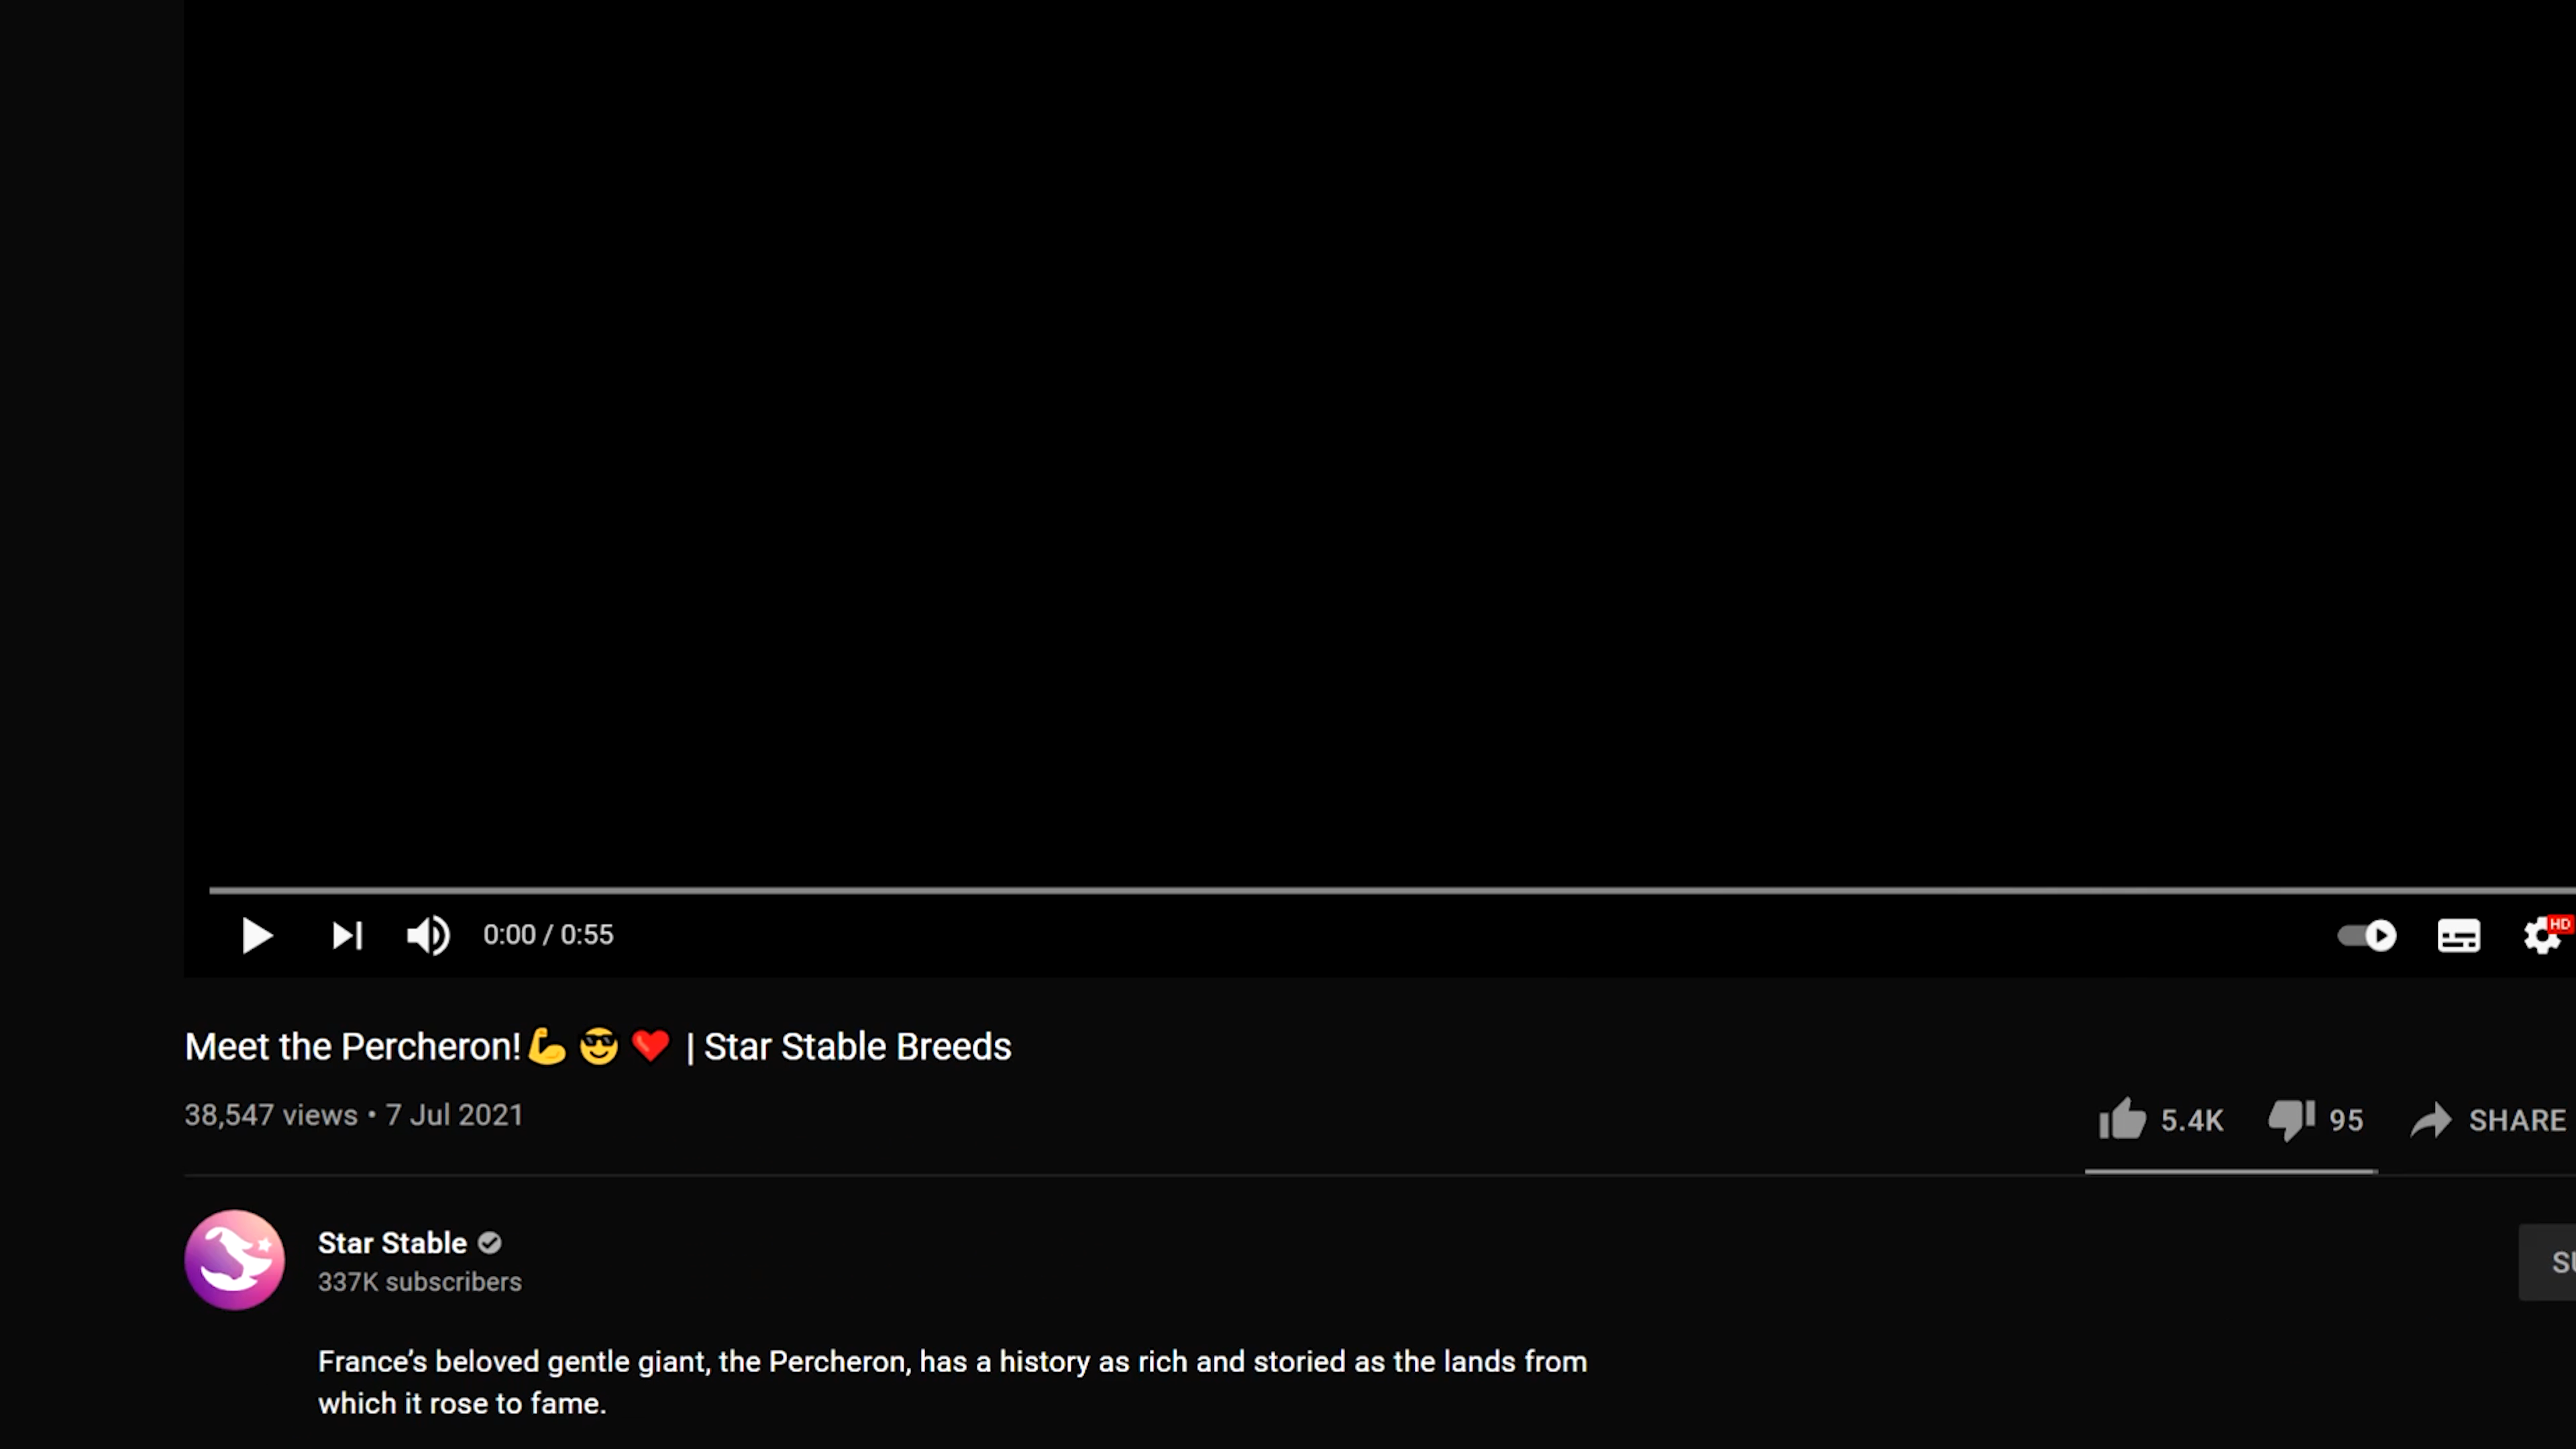 0:00 / 0:55
HD
Meet the Percheron!💪😎❤️ | Star Stable Breeds
38,547 views • 7 Jul 2021
5.4K 95 SHARE
Star Stable
337K subscribers
SU
France’s beloved gentle giant, the Percheron, has a history as rich and storied as the lands from
which it rose to fame.